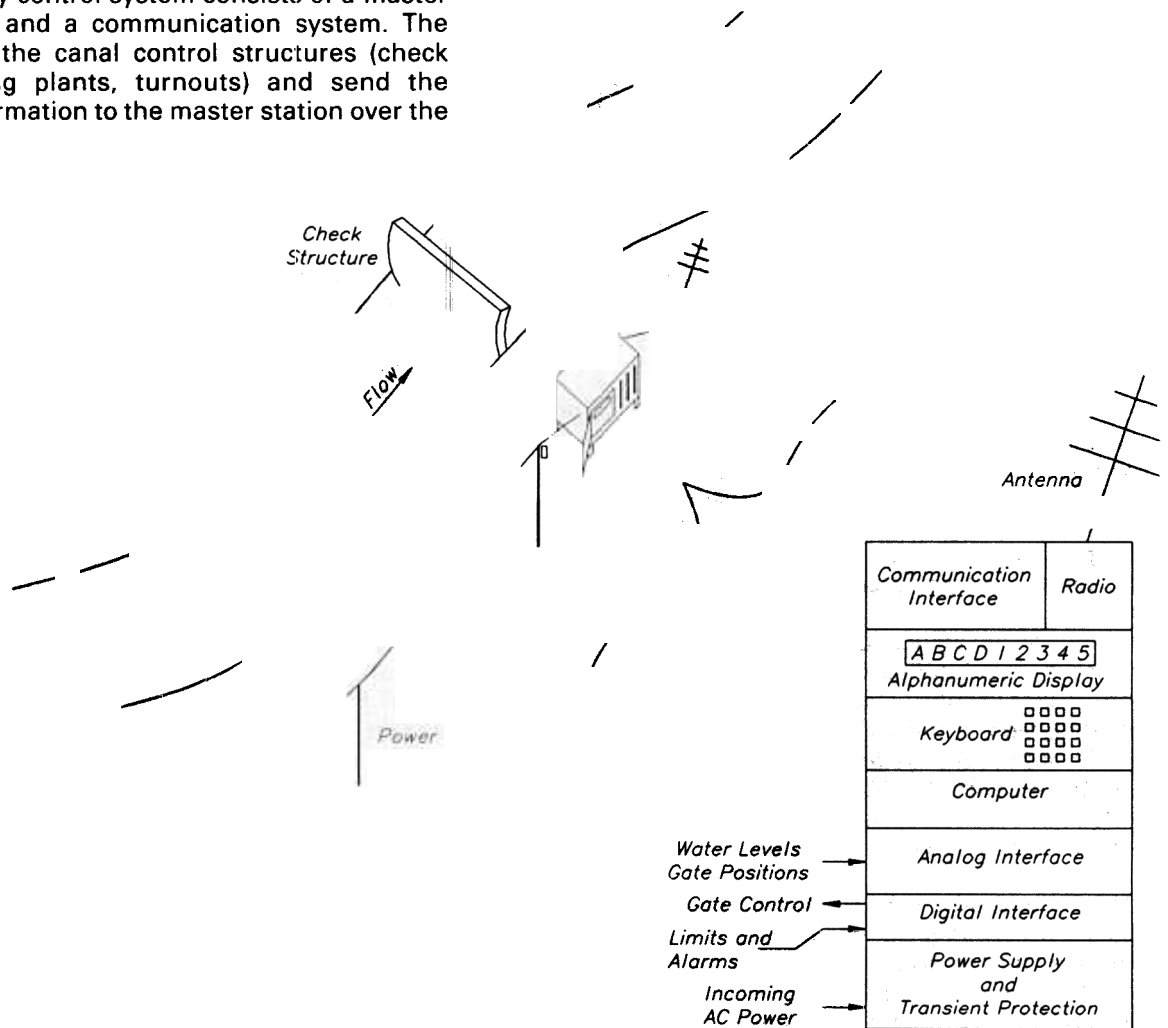 y control system consists of a master
and a communication system. The
the canal control structures (check
g plants, turnouts) and send the
rmation to the master station over the
Check
Structure
Flow
Antenna
Communication
Interface
Radio
A B C D 1 2 3 4 5
Alphanumeric Display
Keyboard
Power
Computer
Water Levels
Gate Positions
Analog Interface
Gate Control
Digital Interface
Limits and
Alarms
Power Supply
and
Transient Protection
Incoming
AC Power